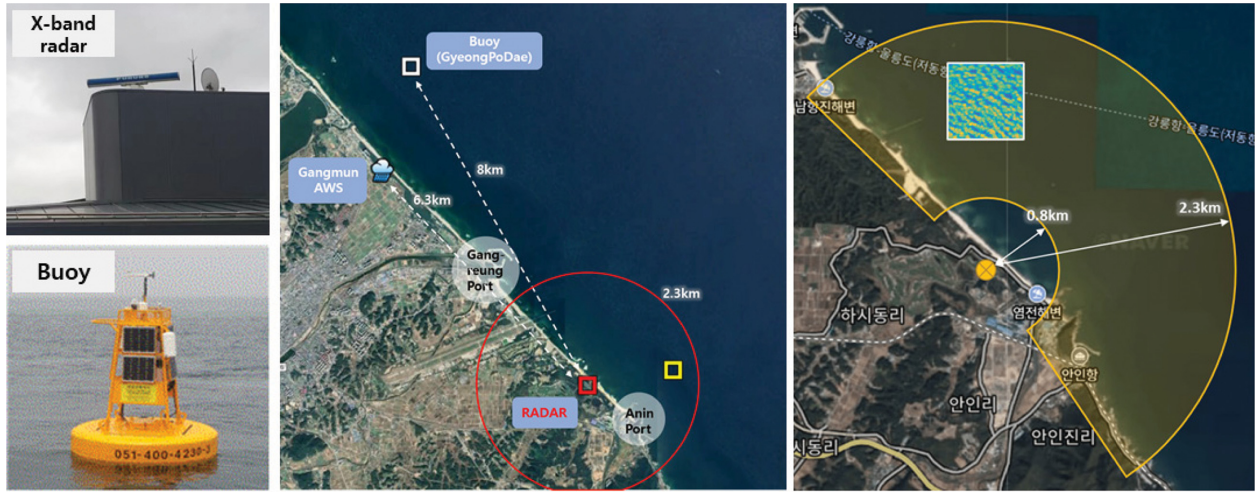 X-band
radar
Buoy
051-400-4230-3
Buoy
(GyeongPoDae)
Gangmun
AWS
8km
6.3km
Gang-
reung
Port
2.3km
RADAR
Anin
Port
강릉항-울릉도(저동항
강릉항-울릉도(저동항
남항진해변
0.8km
2.3km
NAVER
염전해변
하시동리
안인항
안인리
안인진리
시동리